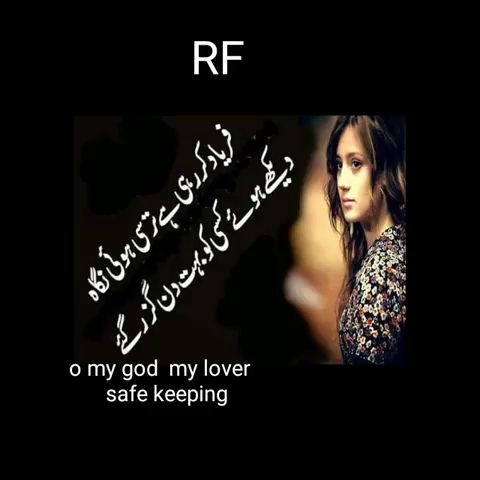 RF
فریاد کر رہی ہے ترسی ہوئی نگاہ
دیکھے ہوئے کسی کو بہت دن گزر گئے
o my god my lover
safe keeping